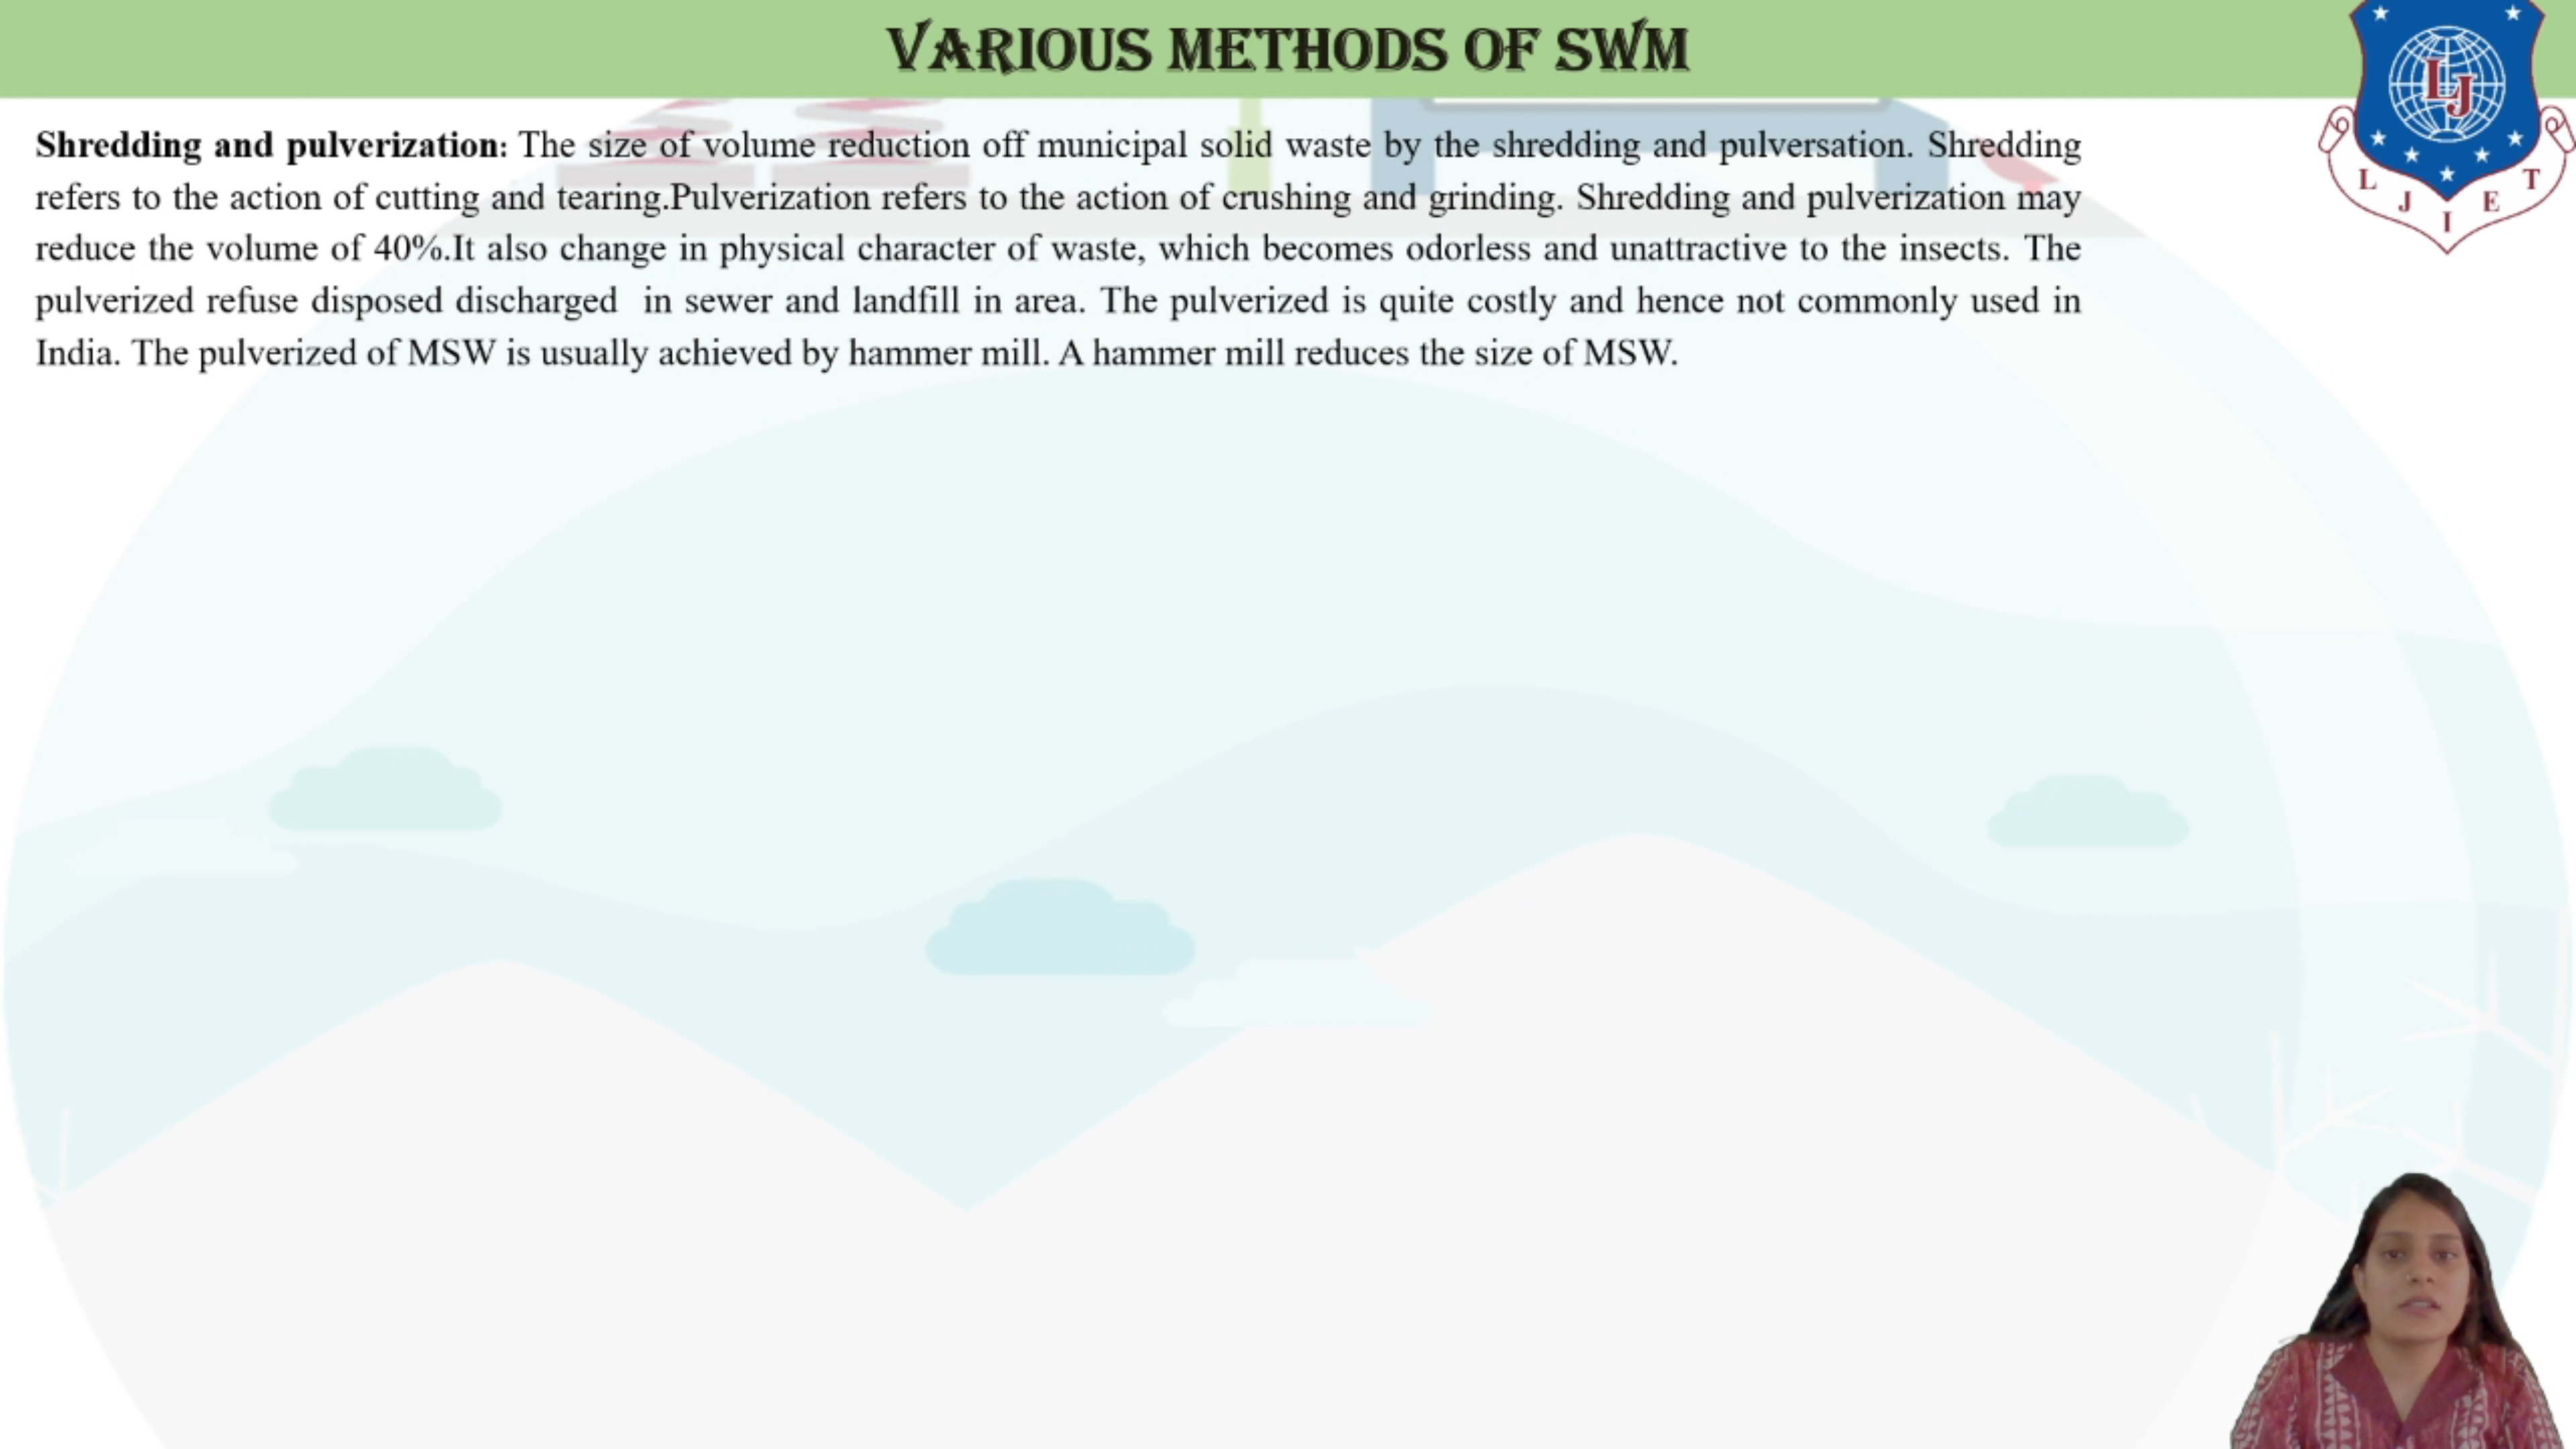 VARIOUS METHODS OF SWM
Shredding and pulverization: The size of volume reduction off municipal solid waste by the shredding and pulversation. Shredding
refers to the action of cutting and tearing.Pulverization refers to the action of crushing and grinding. Shredding and pulverization may
reduce the volume of 40%.It also change in physical character of waste, which becomes odorless and unattractive to the insects. The
pulverized refuse disposed discharged  in sewer and landfill in area. The pulverized is quite costly and hence not commonly used in
India. The pulverized of MSW is usually achieved by hammer mill. A hammer mill reduces the size of MSW.
LJ
L J I E T